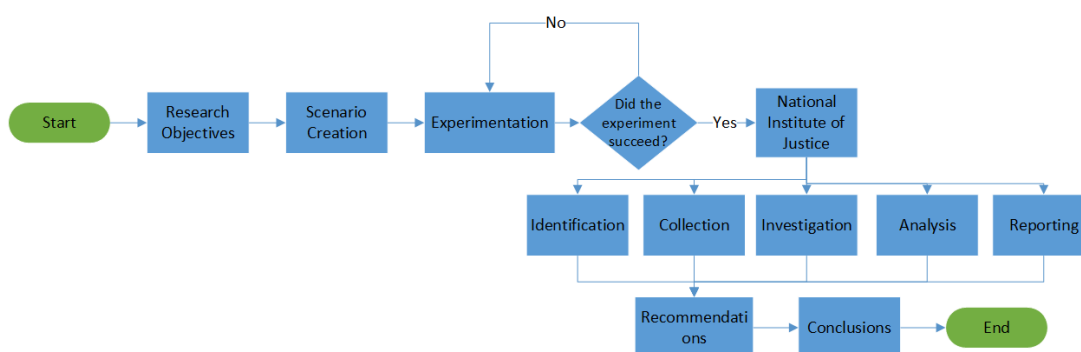 No
Start
Research
Objectives
Scenario
Creation
Experimentation
Did the
experiment
succeed?
Yes
National
Institute of
Justice
Identification
Collection
Investigation
Analysis
Reporting
Recommendati
ons
Conclusions
End